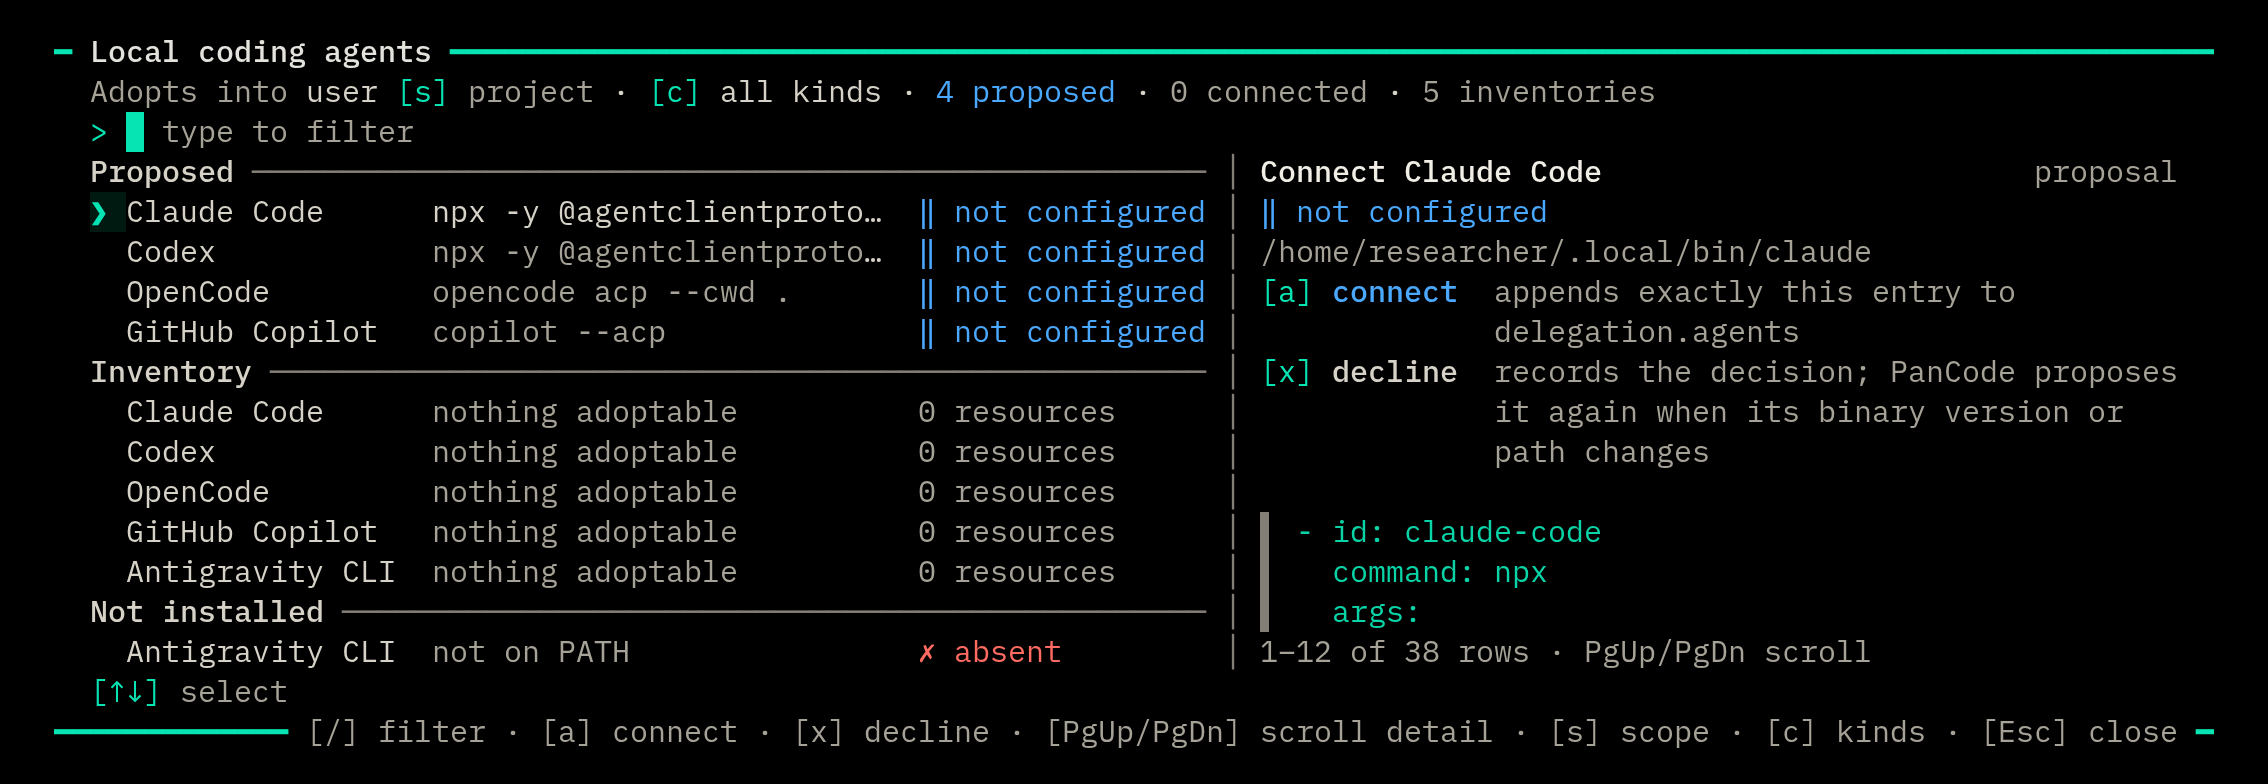 Local coding agents
Adopts into user [s] project · [c] all kinds · 4 proposed · 0 connected · 5 inventories
> type to filter
Proposed
❯ Claude Code npx -y @agentclientproto… ‖ not configured
Codex npx -y @agentclientproto… ‖ not configured
OpenCode opencode acp --cwd . ‖ not configured
GitHub Copilot copilot --acp ‖ not configured
Inventory
Claude Code nothing adoptable 0 resources
Codex nothing adoptable 0 resources
OpenCode nothing adoptable 0 resources
GitHub Copilot nothing adoptable 0 resources
Antigravity CLI nothing adoptable 0 resources
Not installed
Antigravity CLI not on PATH ✗ absent
[↑↓] select
Connect Claude Code proposal
‖ not configured
/home/researcher/.local/bin/claude
[a] connect appends exactly this entry to
delegation.agents
[x] decline records the decision; PanCode proposes
it again when its binary version or
path changes
- id: claude-code
command: npx
args:
1–12 of 38 rows · PgUp/PgDn scroll
[/] filter · [a] connect · [x] decline · [PgUp/PgDn] scroll detail · [s] scope · [c] kinds · [Esc] close